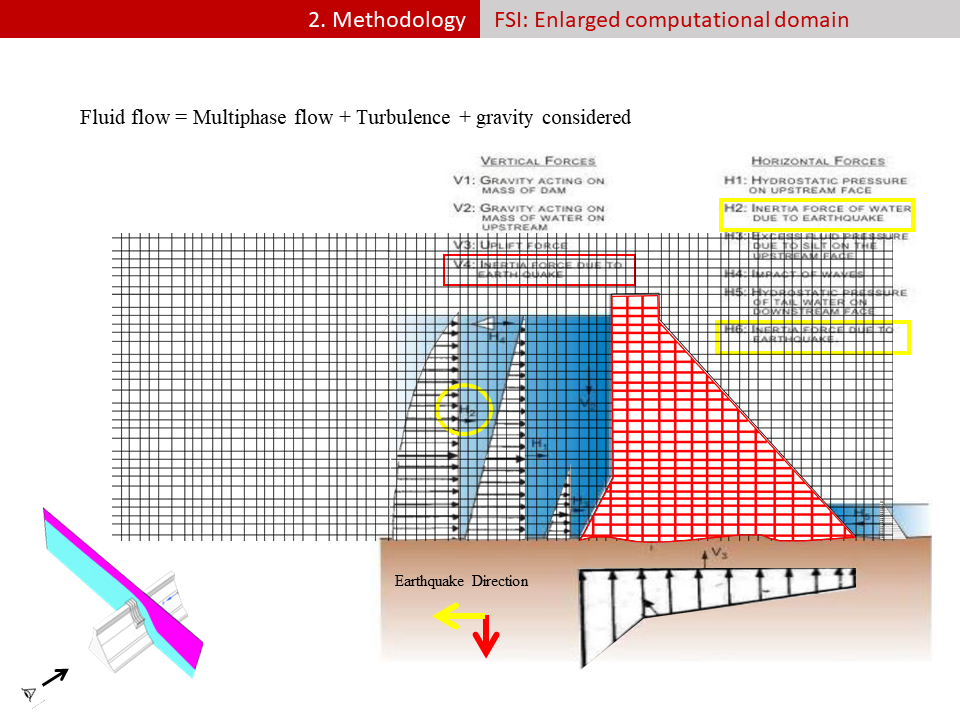 2. Methodology
FSI: Enlarged computational domain
Fluid flow = Multiphase flow + Turbulence + gravity considered
VERTICAL FORCES
V1: GRAVITY ACTING ON
MASS OF DAM
V2: GRAVITY ACTING ON
MASS OF WATER ON
UPSTREAM
V3: UPLIFT FORCE
V4: INERTIA FORCE DUE TO
EARTH QUAKE
HORIZONTAL FORCES
H1: HYDROSTATIC PRESSURE
ON UPSTREAM FACE
H2: INERTIA FORCE OF WATER
DUE TO EARTHQUAKE
H3: EXCESS FLUID PRESSURE
DUE TO SILT ON THE
UPSTREAM FACE
H4: IMPACT OF WAVES
H5: HYDROSTATIC PRESSURE
OF TAIL WATER ON
DOWNSTREAM FACE
H6: INERTIA FORCE DUE TO
EARTHQUAKE.
H4
H2
H1
H5
V3
Earthquake Direction